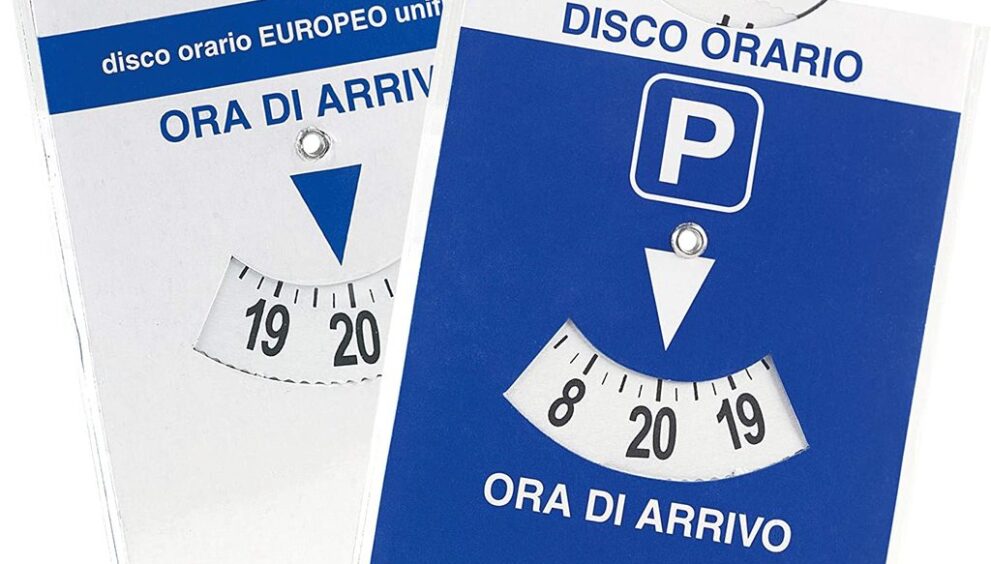 disco orario EUROPEO unif
ORA DI ARRIV
19 20
DISCO ORARIO
P
8 20 19
ORA DI ARRIVO